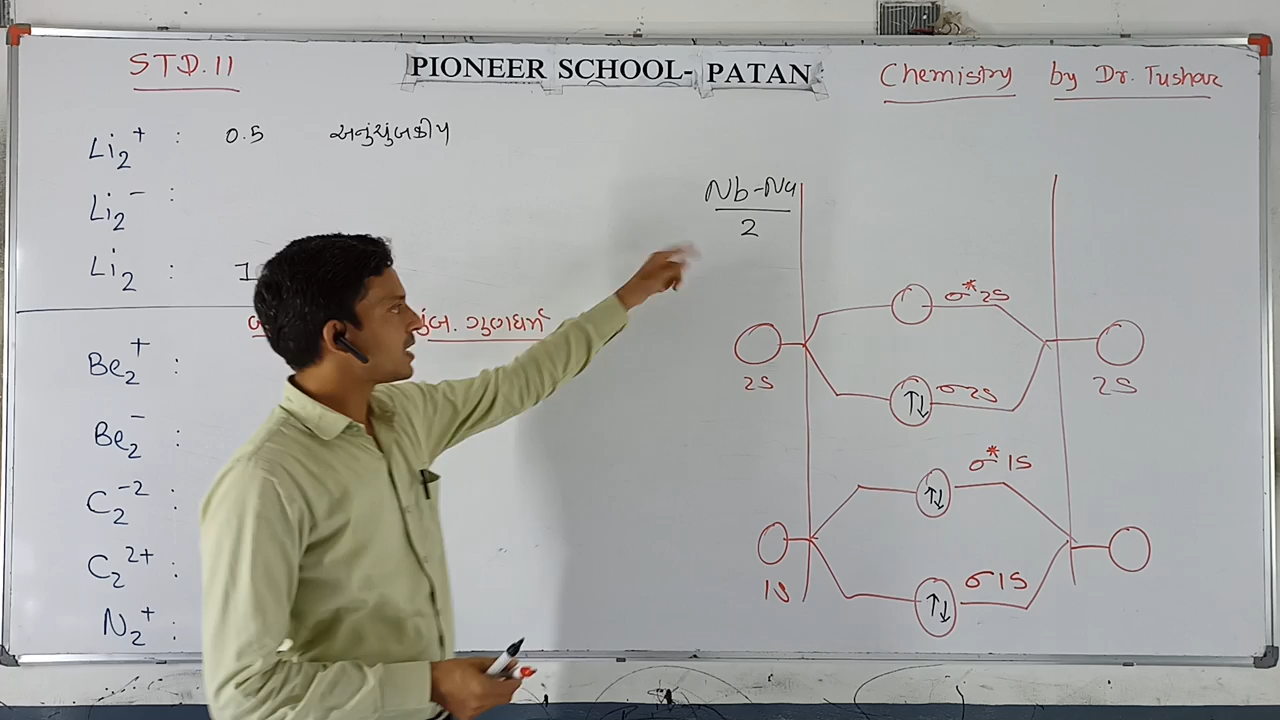 STD.11
PIONEER SCHOOL- PATAN
Chemistry by Dr. Tushar
Li₂⁺ : 0.5 અનુચુંબકીય
Li₂⁻ :
Li₂ : 1
ગુણધર્મ
Be₂⁺ :
Be₂⁻ :
C₂⁻² :
C₂²⁺ :
N₂⁺ :
Nb-Na
2
σ*2s
2s
2s
σ2s
σ*1s
1s
σ1s